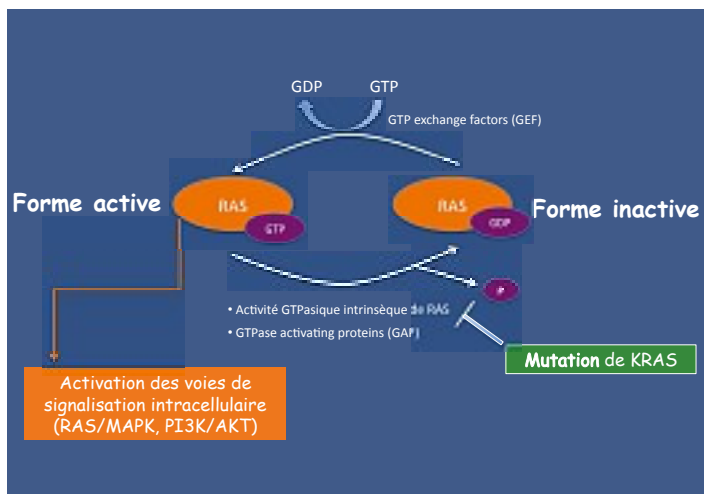 GDP GTP
GTP exchange factors (GEF)
Forme active
RAS
GTP
RAS
GDP
Forme inactive
P
• Activité GTPasique intrinsèque de RAS
• GTPase activating proteins (GAP)
Mutation de KRAS
Activation des voies de
signalisation intracellulaire
(RAS/MAPK, PI3K/AKT)